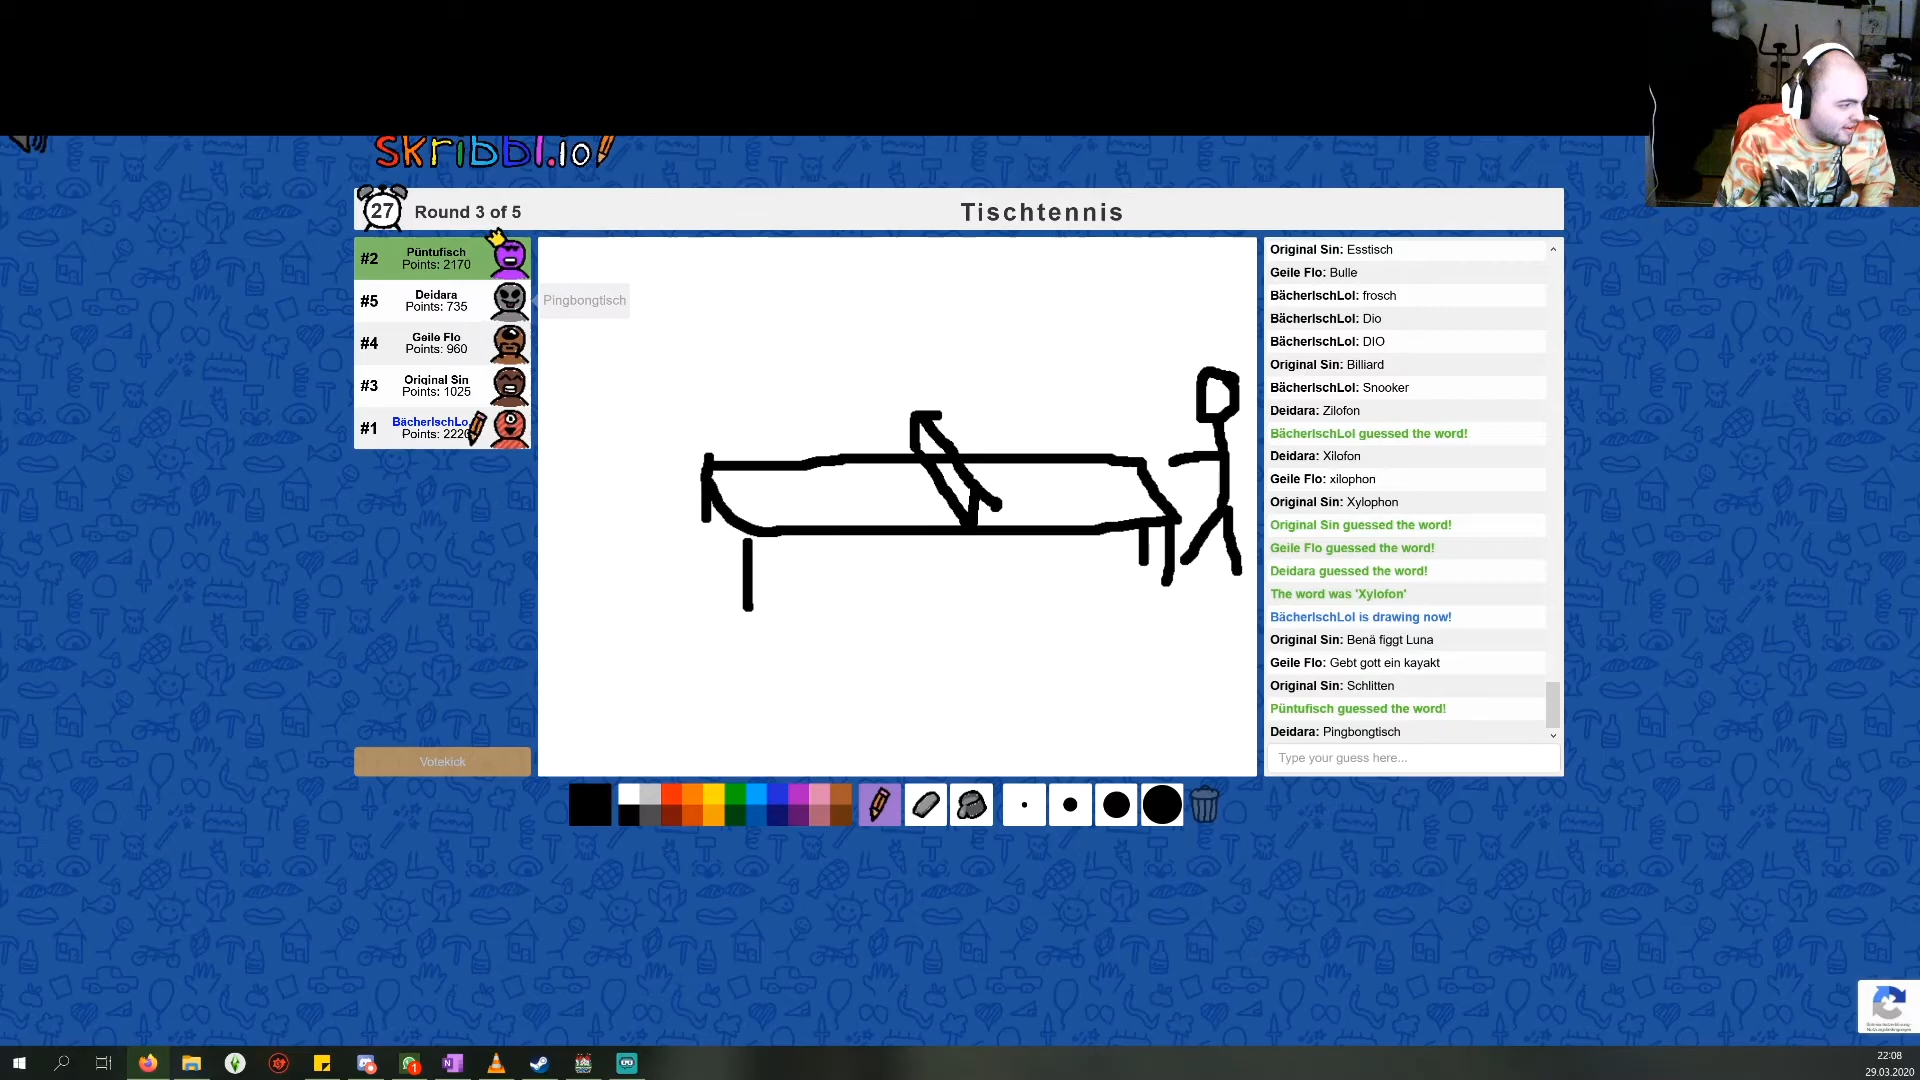 skribbl.io
27
Round 3 of 5
Tischtennis
#2
Püntufisch
Points: 2170
#5
Deidara
Points: 735
#4
Geile Flo
Points: 960
#3
Original Sin
Points: 1025
#1
BächerlschLo
Points: 2220
Pingbongtisch
Votekick
Original Sin: Esstisch
Geile Flo: Bulle
BächerlschLol: frosch
BächerlschLol: Dio
BächerlschLol: DIO
Original Sin: Billiard
BächerlschLol: Snooker
Deidara: Zilofon
BächerlschLol guessed the word!
Deidara: Xilofon
Geile Flo: xilophon
Original Sin: Xylophon
Original Sin guessed the word!
Geile Flo guessed the word!
Deidara guessed the word!
The word was 'Xylofon'
BächerlschLol is drawing now!
Original Sin: Benä figgt Luna
Geile Flo: Gebt gott ein kayakt
Original Sin: Schlitten
Püntufisch guessed the word!
Deidara: Pingbongtisch
Type your guess here...
1
22:08
29.03.2020